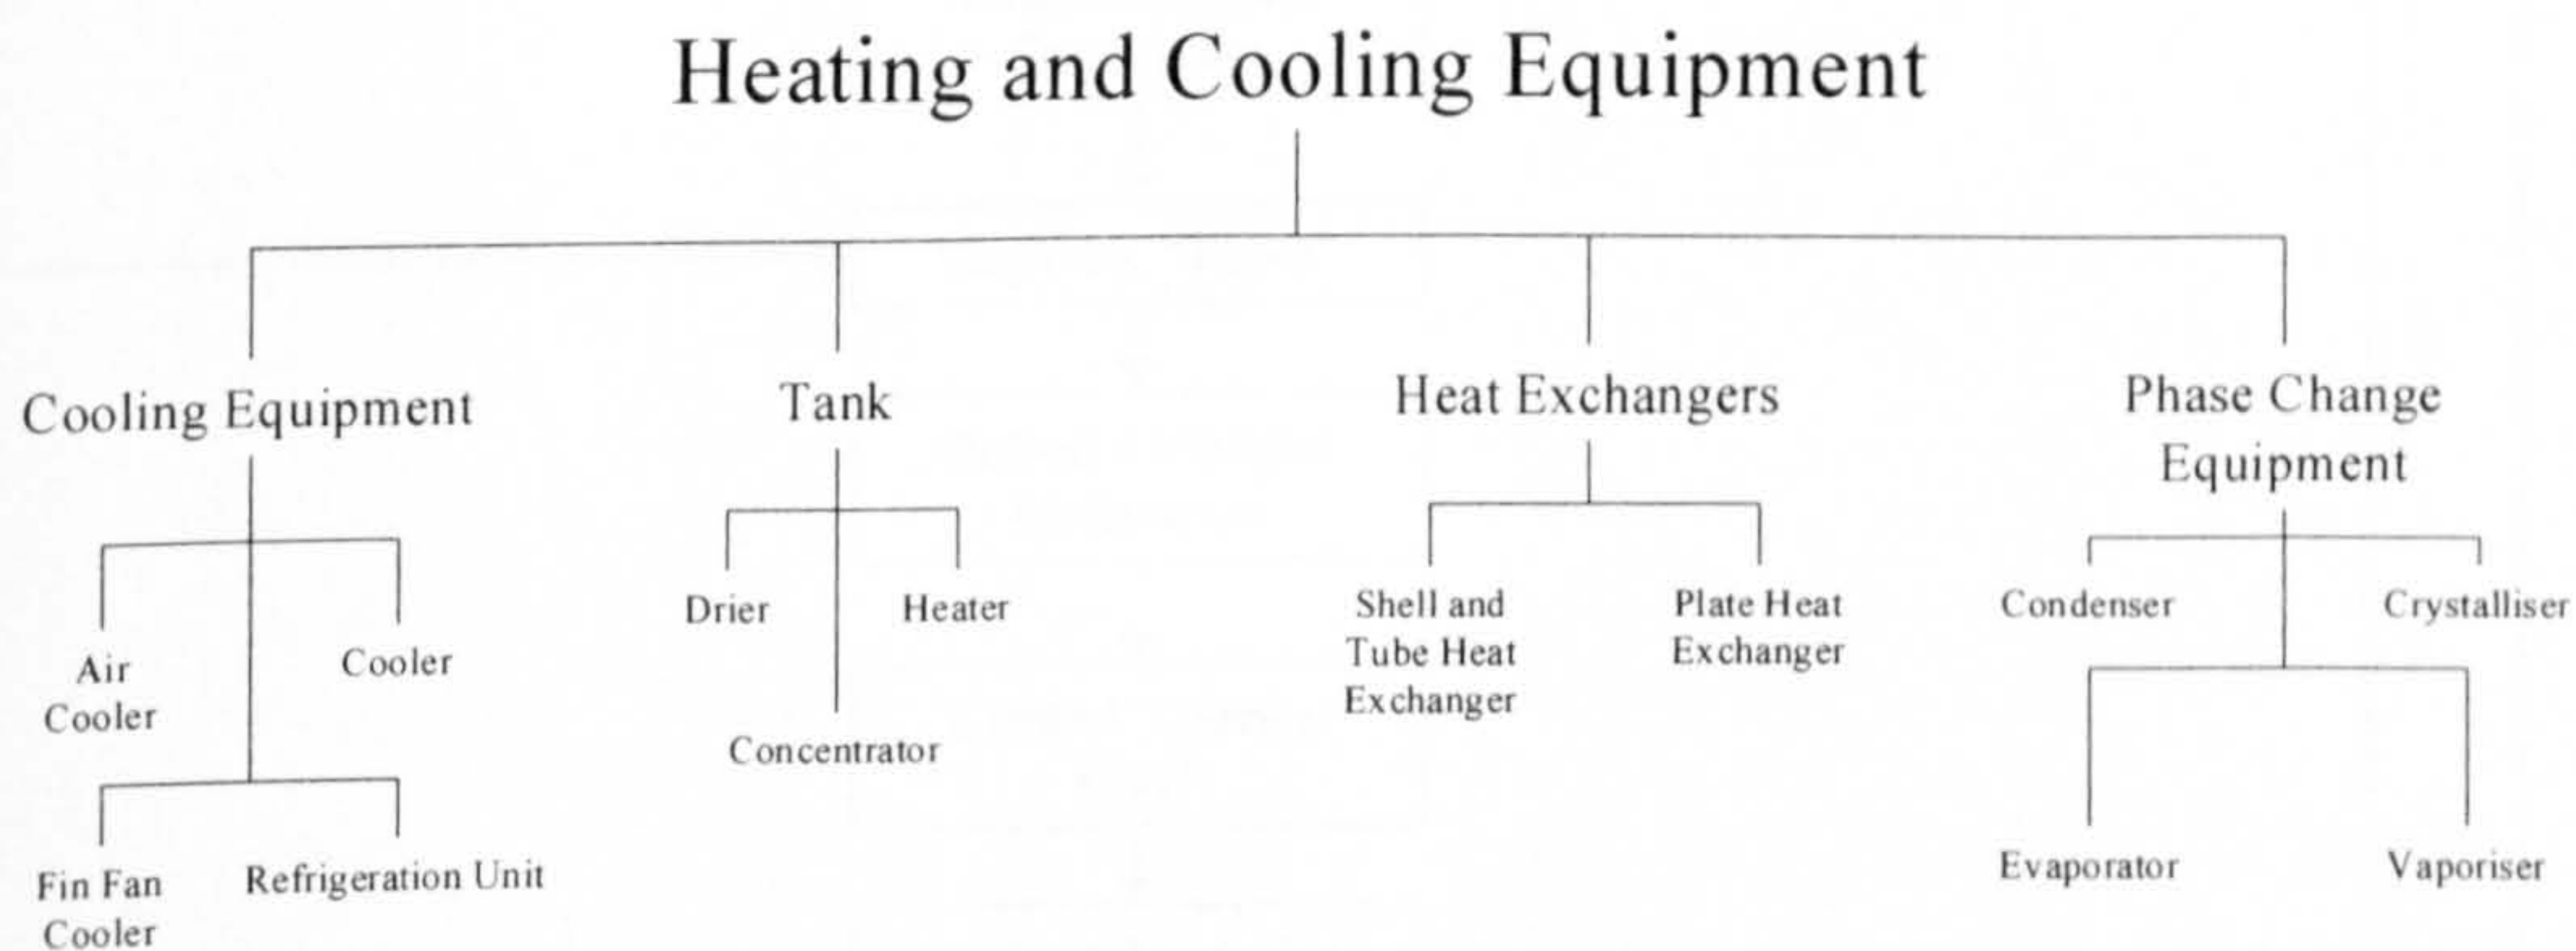 Heating and Cooling Equipment
Cooling Equipment
Tank
Heat Exchangers
Phase Change
Equipment
Air
Cooler
Cooler
Fin Fan
Cooler
Refrigeration Unit
Drier
Heater
Concentrator
Shell and
Tube Heat
Exchanger
Plate Heat
Exchanger
Condenser
Crystalliser
Evaporator
Vaporiser